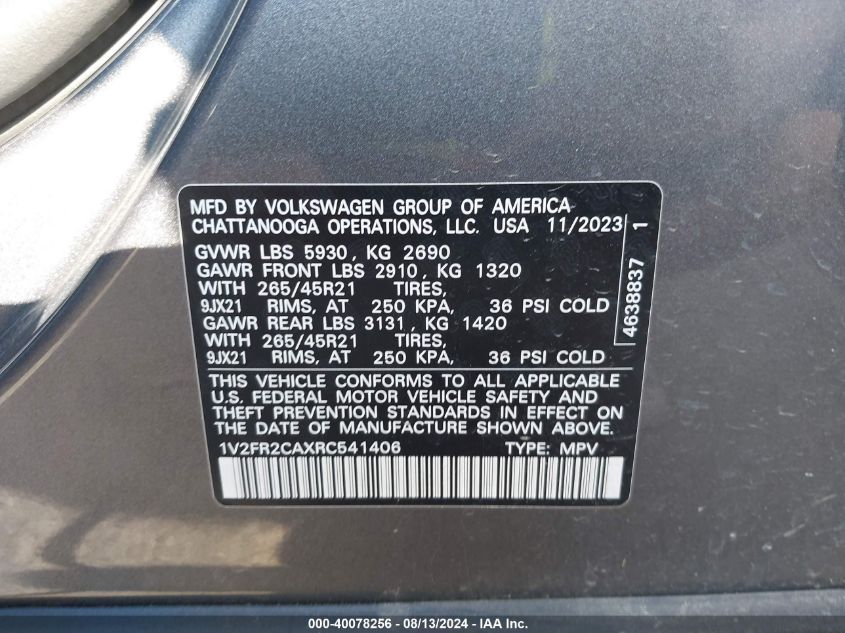 MFD BY VOLKSWAGEN GROUP OF AMERICA
CHATTANOOGA OPERATIONS, LLC. USA 11/2023
GVWR LBS 5930, KG 2690
GAWR FRONT LBS 2910, KG 1320
WITH 265/45R21 TIRES,
9JX21 RIMS, AT 250 KPA, 36 PSI COLD
GAWR REAR LBS 3131, KG 1420
WITH 265/45R21 TIRES,
9JX21 RIMS, AT 250 KPA, 36 PSI COLD
THIS VEHICLE CONFORMS TO ALL APPLICABLE
U.S. FEDERAL MOTOR VEHICLE SAFETY AND
THEFT PREVENTION STANDARDS IN EFFECT ON
THE DATE OF MANUFACTURE SHOWN ABOVE.
1V2FR2CAXRC541406 TYPE: MPV
4638837 1
000-40078256 - 08/13/2024 - IAA Inc.